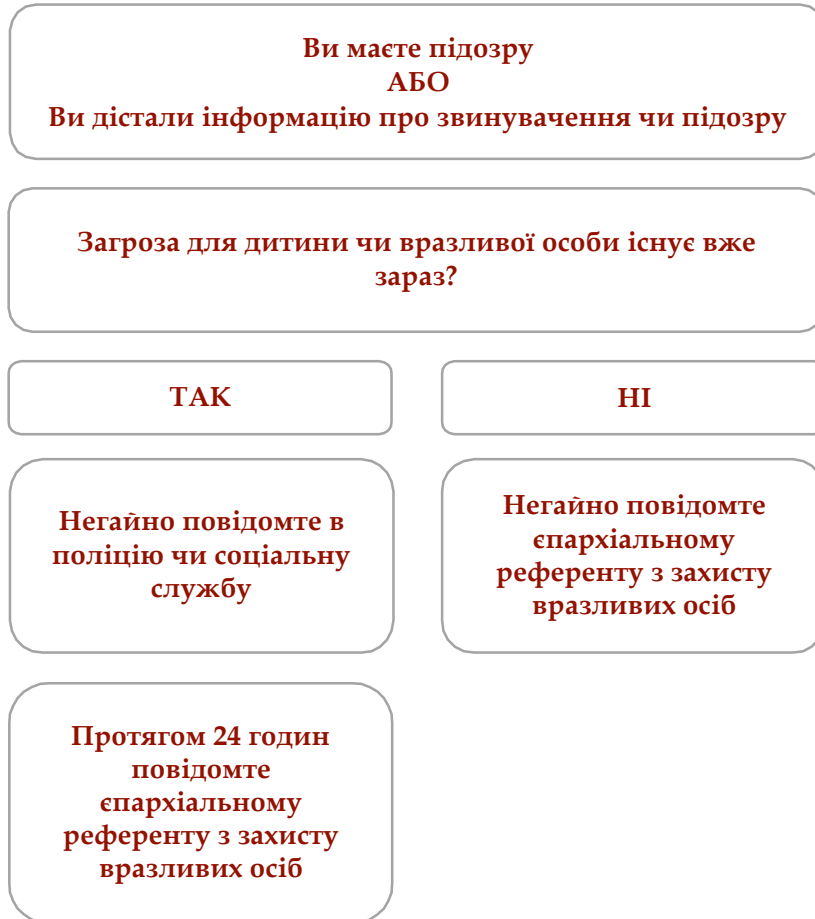 Ви маєте підозру
АБО
Ви дістали інформацію про звинувачення чи підозру
Загроза для дитини чи вразливої особи існує вже
зараз?
ТАК
НІ
Негайно повідомте в
поліцію чи соціальну
службу
Негайно повідомте
єпархіальному
референту з захисту
вразливих осіб
Протягом 24 годин
повідомте
єпархіальному
референту з захисту
вразливих осіб